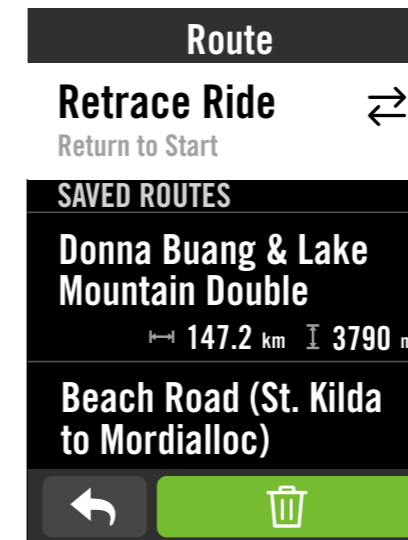 Route
Retrace Ride
Return to Start
SAVED ROUTES
Donna Buang & Lake
Mountain Double
147.2 km 3790 m
Beach Road (St. Kilda
to Mordialloc)